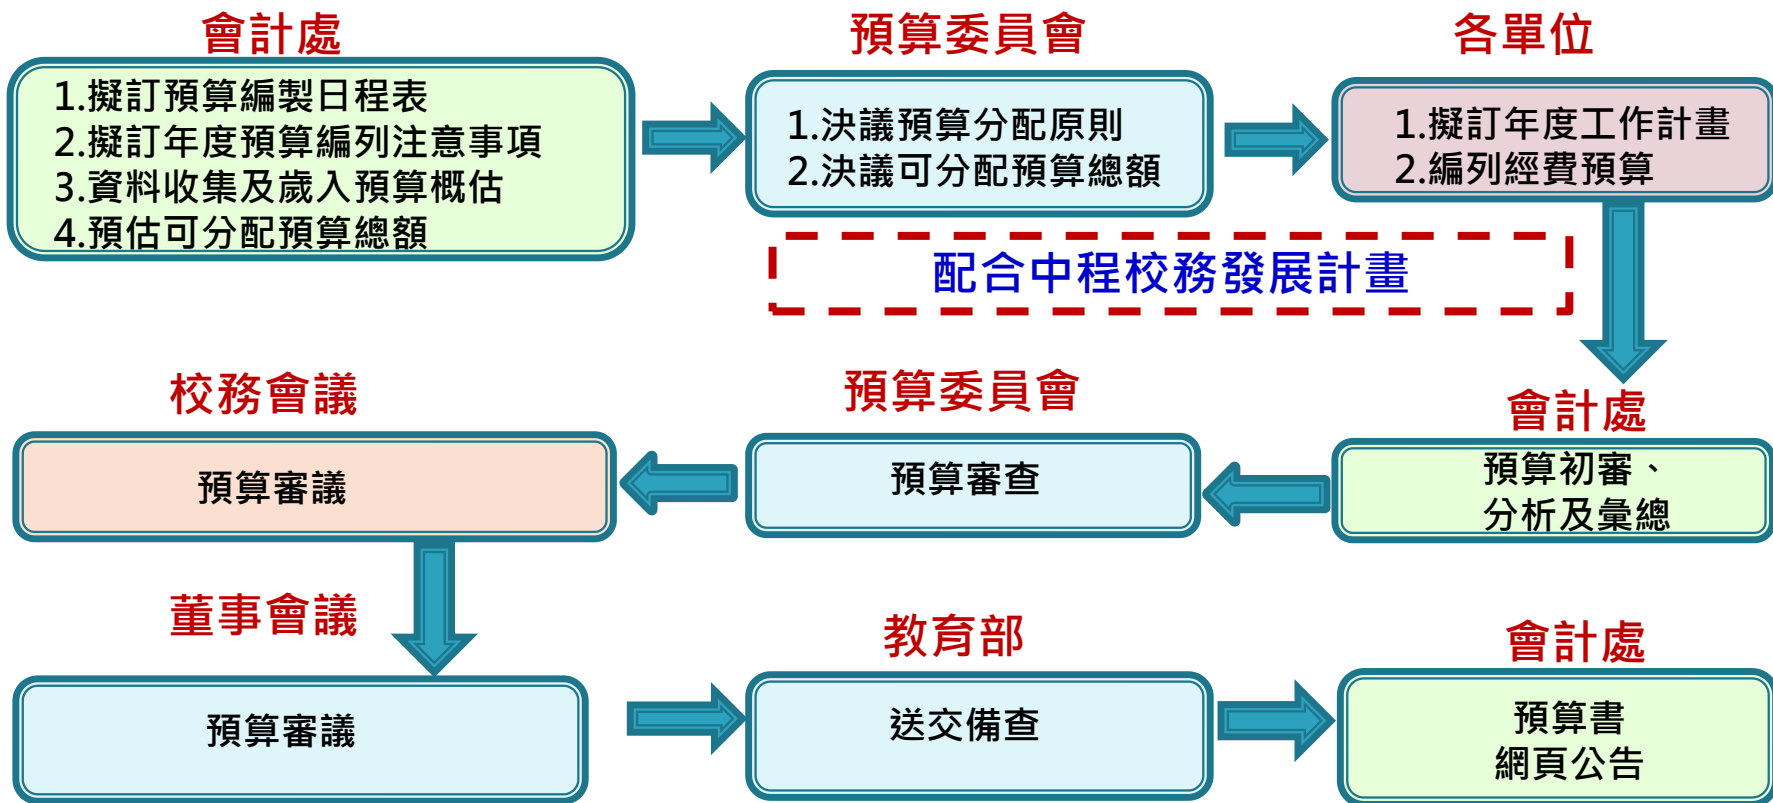 會計處
1.擬訂預算編製日程表
2.擬訂年度預算編列注意事項
3.資料收集及歲入預算概估
4.預估可分配預算總額
預算委員會
1.決議預算分配原則
2.決議可分配預算總額
各單位
1.擬訂年度工作計畫
2.編列經費預算
配合中程校務發展計畫
會計處
預算初審、
分析及彙總
預算委員會
預算審查
校務會議
預算審議
董事會議
預算審議
教育部
送交備查
會計處
預算書
網頁公告